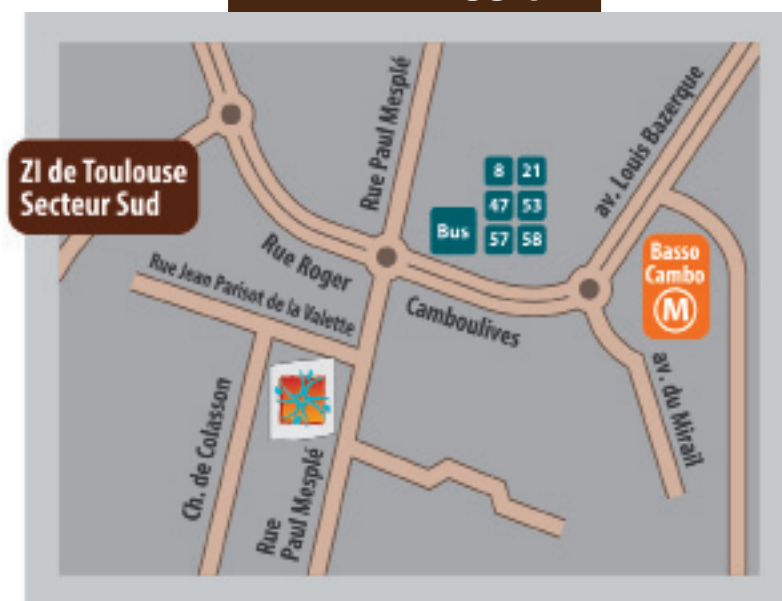 ZI de Toulouse
Secteur Sud
Rue Paul Mesplé
8 21
47 53
Bus
57 58
av. Louis Bazerque
Basso
Cambo
M
Rue Roger
Camboulives
Rue Jean Parisot de la Valette
av. du Mirail
Ch. de Colasson
Rue
Paul Mesplé